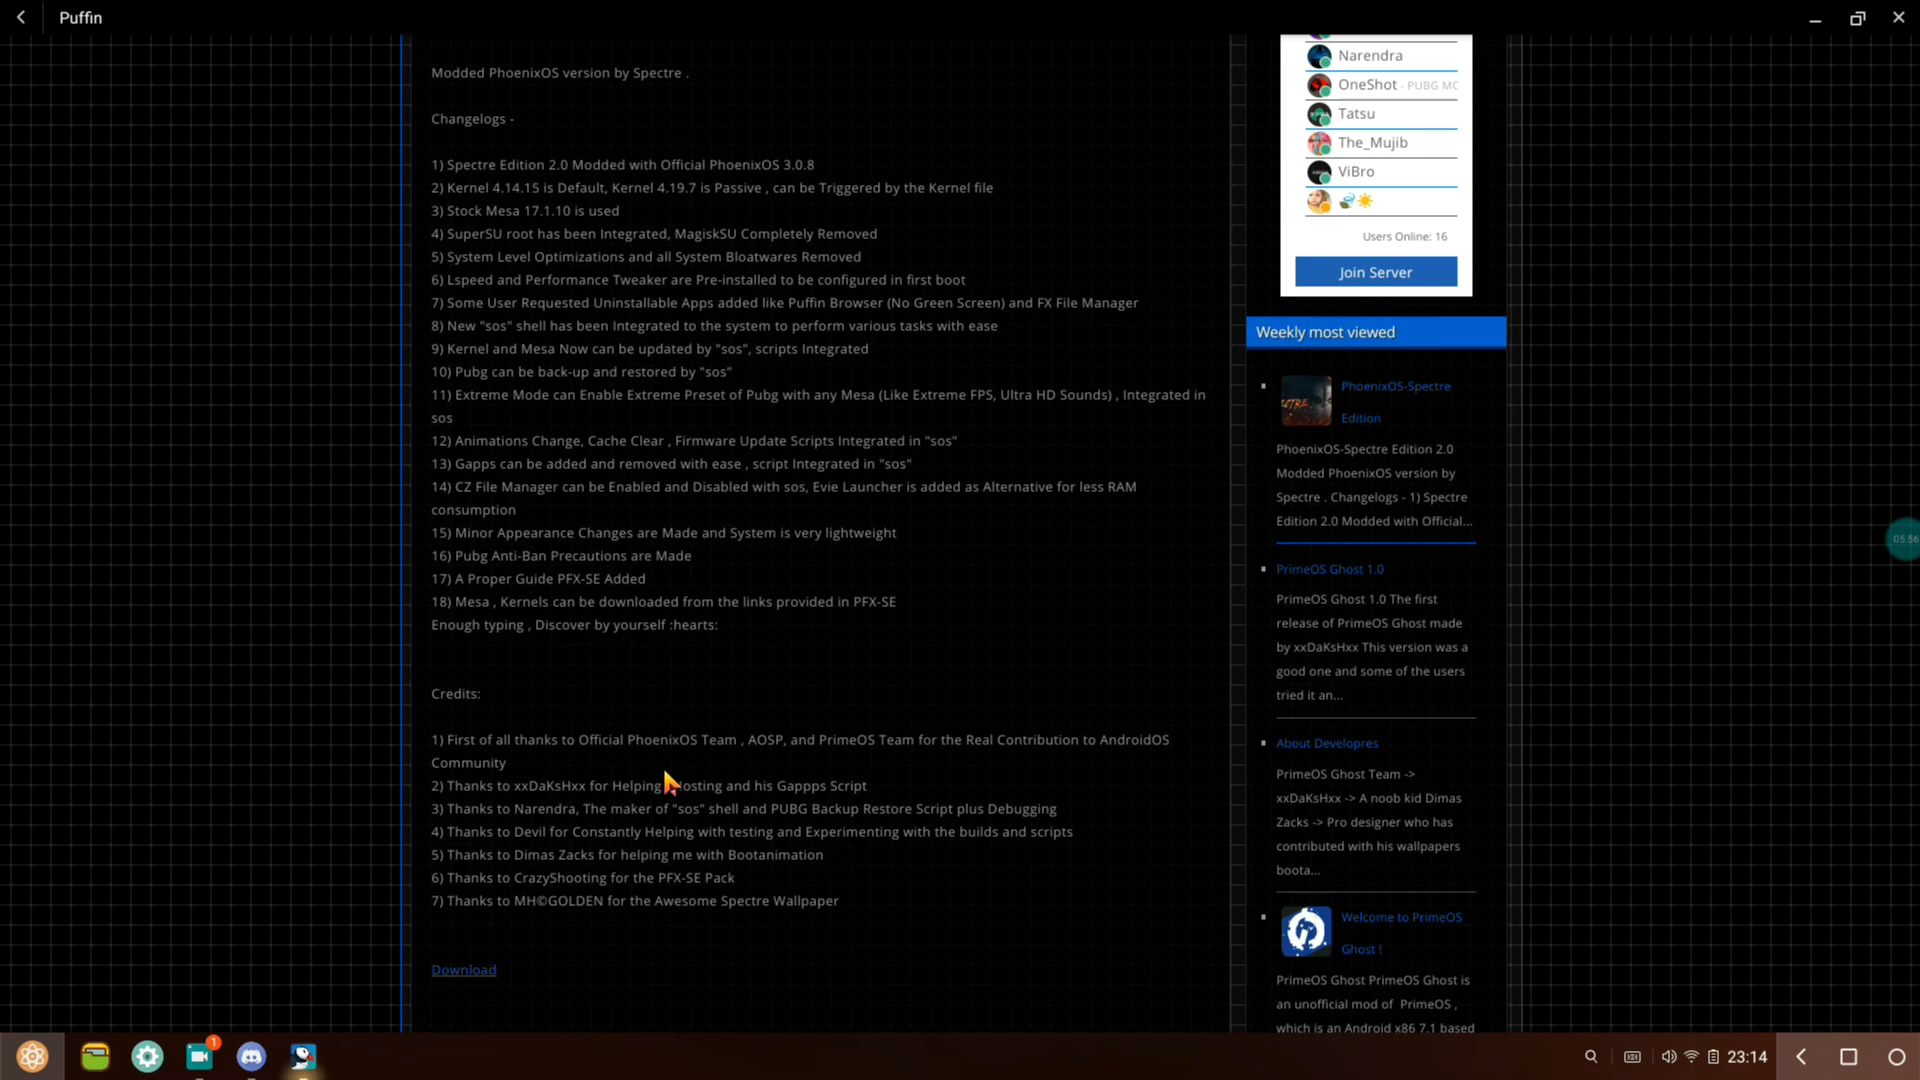 Puffin
Modded PhoenixOS version by Spectre .
Changelogs -
1) Spectre Edition 2.0 Modded with Official PhoenixOS 3.0.8
2) Kernel 4.14.15 is Default, Kernel 4.19.7 is Passive , can be Triggered by the Kernel file
3) Stock Mesa 17.1.10 is used
4) SuperSU root has been Integrated, MagiskSU Completely Removed
5) System Level Optimizations and all System Bloatwares Removed
6) Lspeed and Performance Tweaker are Pre-installed to be configured in first boot
7) Some User Requested Uninstallable Apps added like Puffin Browser (No Green Screen) and FX File Manager
8) New "sos" shell has been Integrated to the system to perform various tasks with ease
9) Kernel and Mesa Now can be updated by "sos", scripts Integrated
10) Pubg can be back-up and restored by "sos"
11) Extreme Mode can Enable Extreme Preset of Pubg with any Mesa (Like Extreme FPS, Ultra HD Sounds) , Integrated in
sos
12) Animations Change, Cache Clear , Firmware Update Scripts Integrated in "sos"
13) Gapps can be added and removed with ease , script Integrated in "sos"
14) CZ File Manager can be Enabled and Disabled with sos, Evie Launcher is added as Alternative for less RAM
consumption
15) Minor Appearance Changes are Made and System is very lightweight
16) Pubg Anti-Ban Precautions are Made
17) A Proper Guide PFX-SE Added
18) Mesa , Kernels can be downloaded from the links provided in PFX-SE
Enough typing , Discover by yourself :hearts:
Credits:
1) First of all thanks to Official PhoenixOS Team , AOSP, and PrimeOS Team for the Real Contribution to AndroidOS
Community
2) Thanks to xxDaKsHxx for Helping Hosting and his Gappps Script
3) Thanks to Narendra, The maker of "sos" shell and PUBG Backup Restore Script plus Debugging
4) Thanks to Devil for Constantly Helping with testing and Experimenting with the builds and scripts
5) Thanks to Dimas Zacks for helping me with Bootanimation
6) Thanks to CrazyShooting for the PFX-SE Pack
7) Thanks to MH©GOLDEN for the Awesome Spectre Wallpaper
Download
Narendra
OneShot - PUBG MO
Tatsu
The_Mujib
ViBro
Users Online: 16
Join Server
Weekly most viewed
PhoenixOS-Spectre
Edition
PhoenixOS-Spectre Edition 2.0
Modded PhoenixOS version by
Spectre . Changelogs - 1) Spectre
Edition 2.0 Modded with Official...
PrimeOS Ghost 1.0
PrimeOS Ghost 1.0 The first
release of PrimeOS Ghost made
by xxDaKsHxx This version was a
good one and some of the users
tried it an...
About Developres
PrimeOS Ghost Team ->
xxDaKsHxx -> A noob kid Dimas
Zacks -> Pro designer who has
contributed with his wallpapers
boota...
Welcome to PrimeOS
Ghost !
PrimeOS Ghost PrimeOS Ghost is
an unofficial mod of PrimeOS ,
which is an Android x86 7.1 based
05:56
1
23:14